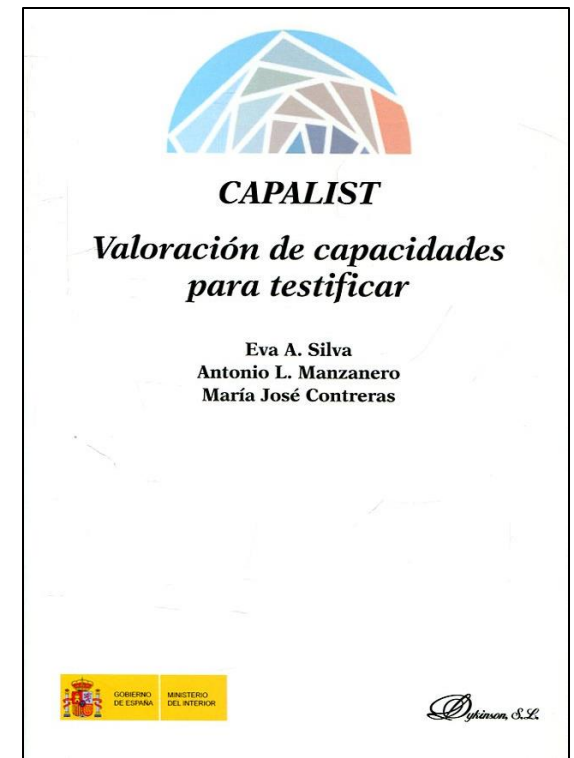 CAPALIST
Valoración de capacidades
para testificar
Eva A. Silva
Antonio L. Manzanero
María José Contreras
GOBIERNO
DE ESPAÑA
MINISTERIO
DEL INTERIOR
Dykinson, S.L.